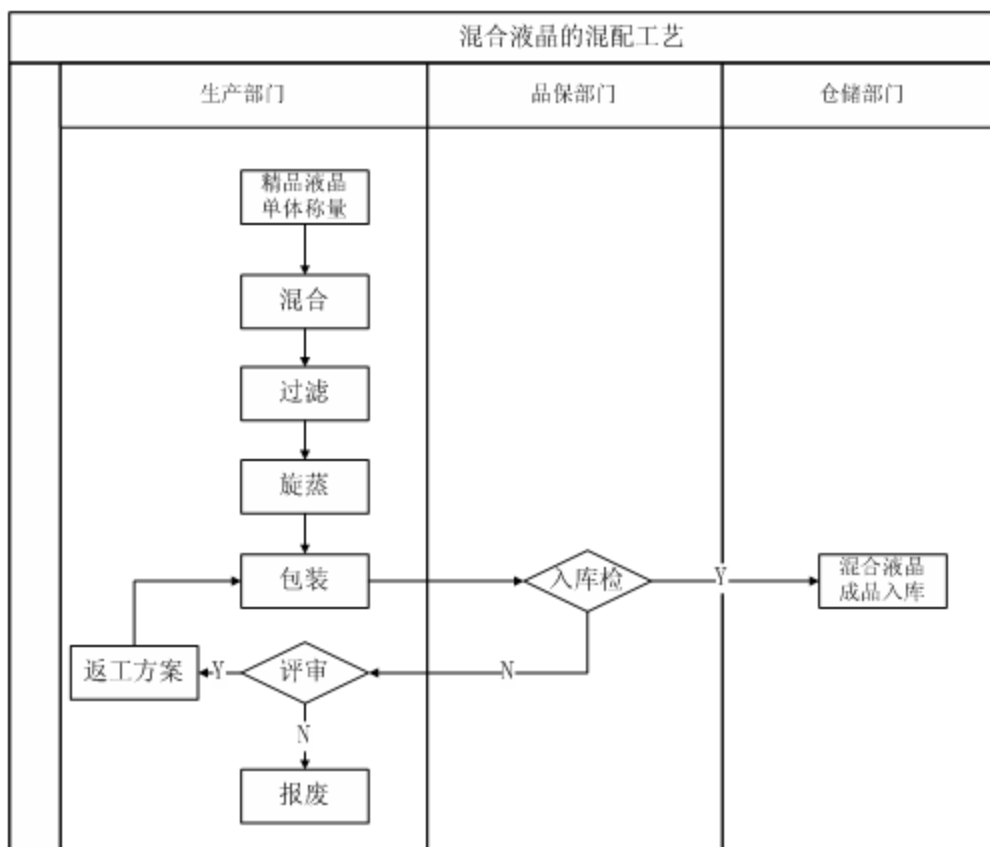 混合液晶的混配工艺
生产部门
品保部门
仓储部门
精品液晶
单体称量
混合
过滤
旋蒸
包装
入库检
Y
混合液晶
成品入库
返工方案
Y
评审
N
N
报废